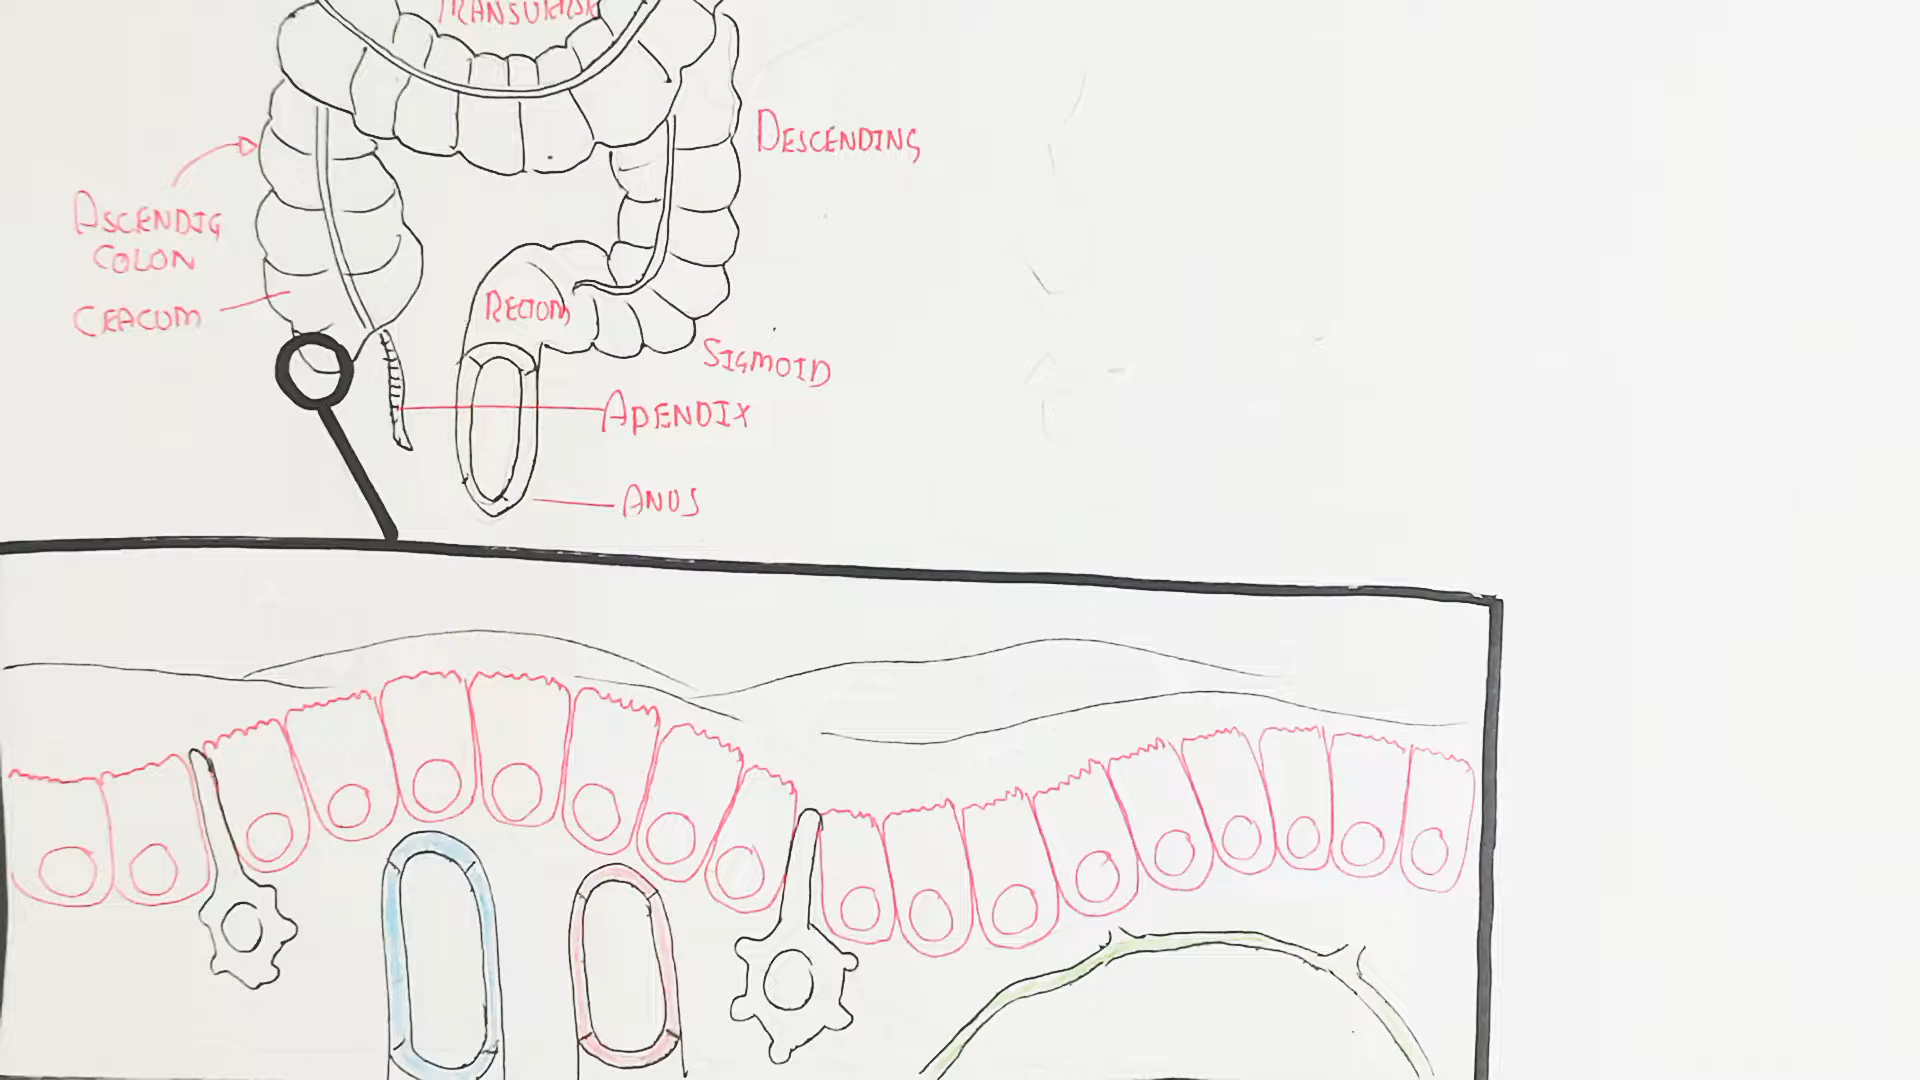 DESCENDING
ASCENDIG
COLON
CEACUM
RECTUM
SIGMOID
APENDIX
ANUS